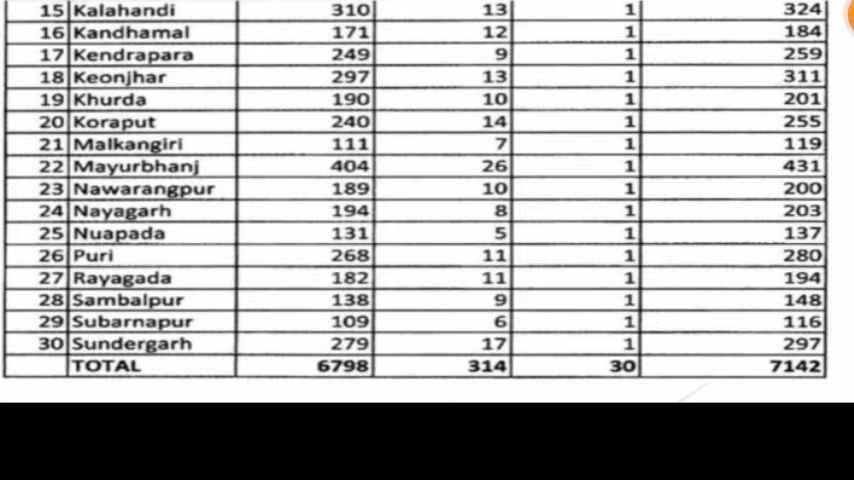 15 Kalahandi 310 13 1 324
16 Kandhamal 171 12 1 184
17 Kendrapara 249 9 1 259
18 Keonjhar 297 13 1 311
19 Khurda 190 10 1 201
20 Koraput 240 14 1 255
21 Malkangiri 111 7 1 119
22 Mayurbhanj 404 26 1 431
23 Nawarangpur 189 10 1 200
24 Nayagarh 194 8 1 203
25 Nuapada 131 5 1 137
26 Puri 268 11 1 280
27 Rayagada 182 11 1 194
28 Sambalpur 138 9 1 148
29 Subarnapur 109 6 1 116
30 Sundergarh 279 17 1 297
TOTAL 6798 314 30 7142